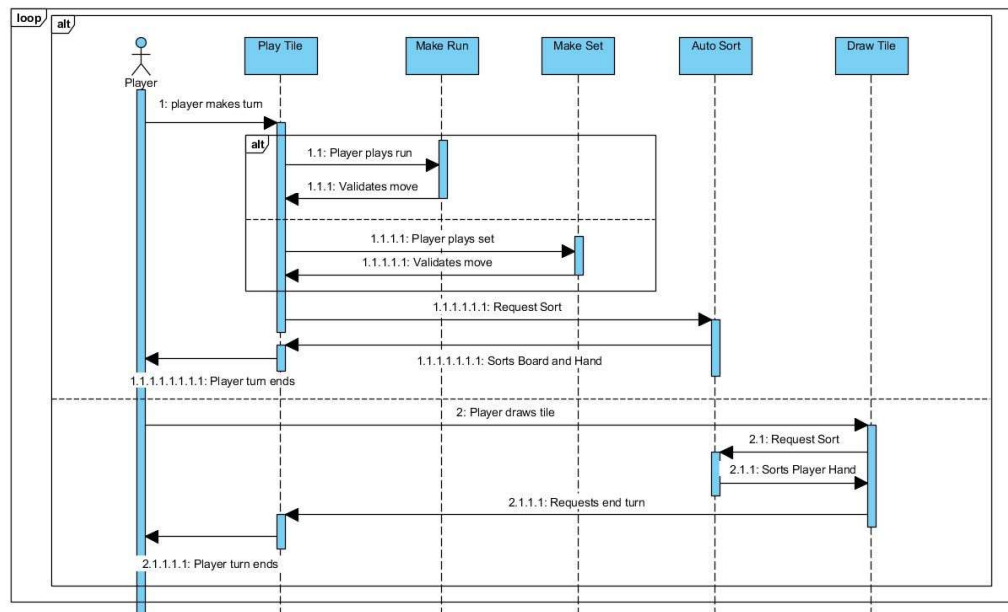 loop
alt
Player
Play Tile
Make Run
Make Set
Auto Sort
Draw Tile
1: player makes turn
alt
1.1: Player plays run
1.1.1: Validates move
1.1.1.1: Player plays set
1.1.1.1.1: Validates move
1.1.1.1.1.1: Request Sort
1.1.1.1.1.1.1: Sorts Board and Hand
1.1.1.1.1.1.1.1: Player turn ends
2: Player draws tile
2.1: Request Sort
2.1.1: Sorts Player Hand
2.1.1.1: Requests end turn
2.1.1.1.1: Player turn ends